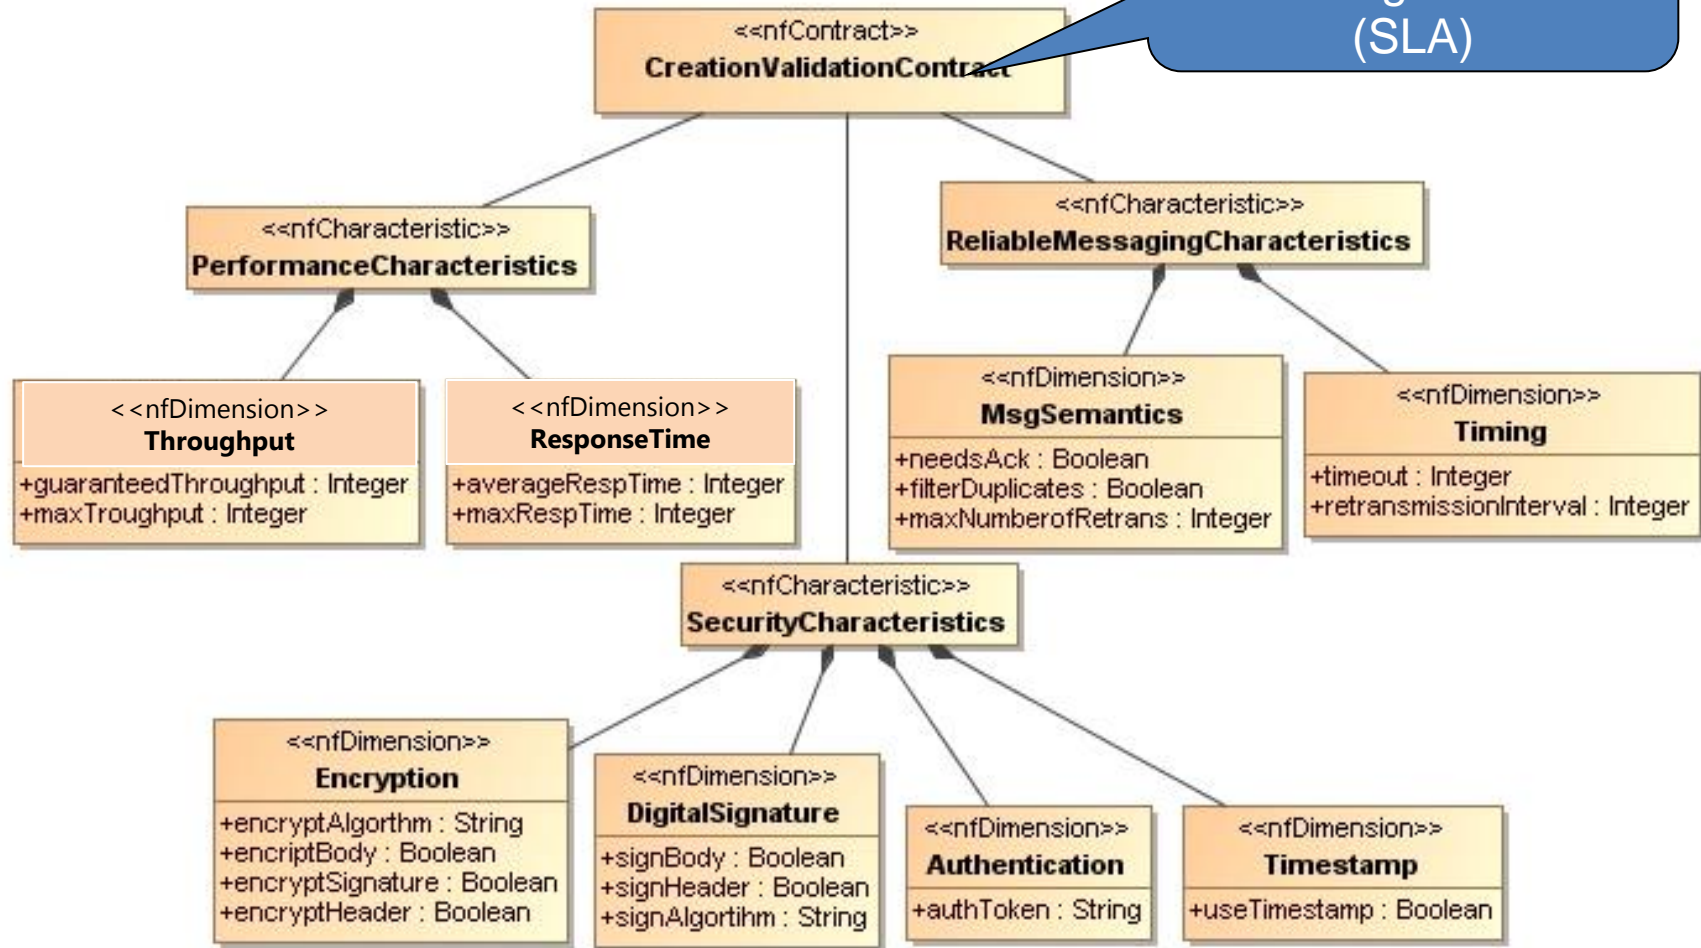 (SLA)
<<nfContract>>
CreationValidationContract
<<nfCharacteristic>>
PerformanceCharacteristics
<<nfCharacteristic>>
ReliableMessagingCharacteristics
<<nfDimension>>
Throughput
+guaranteedThroughput : Integer
+maxTroughput : Integer
<<nfDimension>>
ResponseTime
+averageRespTime : Integer
+maxRespTime : Integer
<<nfDimension>>
MsgSemantics
+needsAck : Boolean
+filterDuplicates : Boolean
+maxNumberofRetrans : Integer
<<nfDimension>>
Timing
+timeout : Integer
+retransmissionInterval : Integer
<<nfCharacteristic>>
SecurityCharacteristics
<<nfDimension>>
Encryption
+encryptAlgorthm : String
+encriptBody : Boolean
+encryptSignature : Boolean
+encryptHeader : Boolean
<<nfDimension>>
DigitalSignature
+signBody : Boolean
+signHeader : Boolean
+signAlgortihm : String
<<nfDimension>>
Authentication
+authToken : String
<<nfDimension>>
Timestamp
+useTimestamp : Boolean